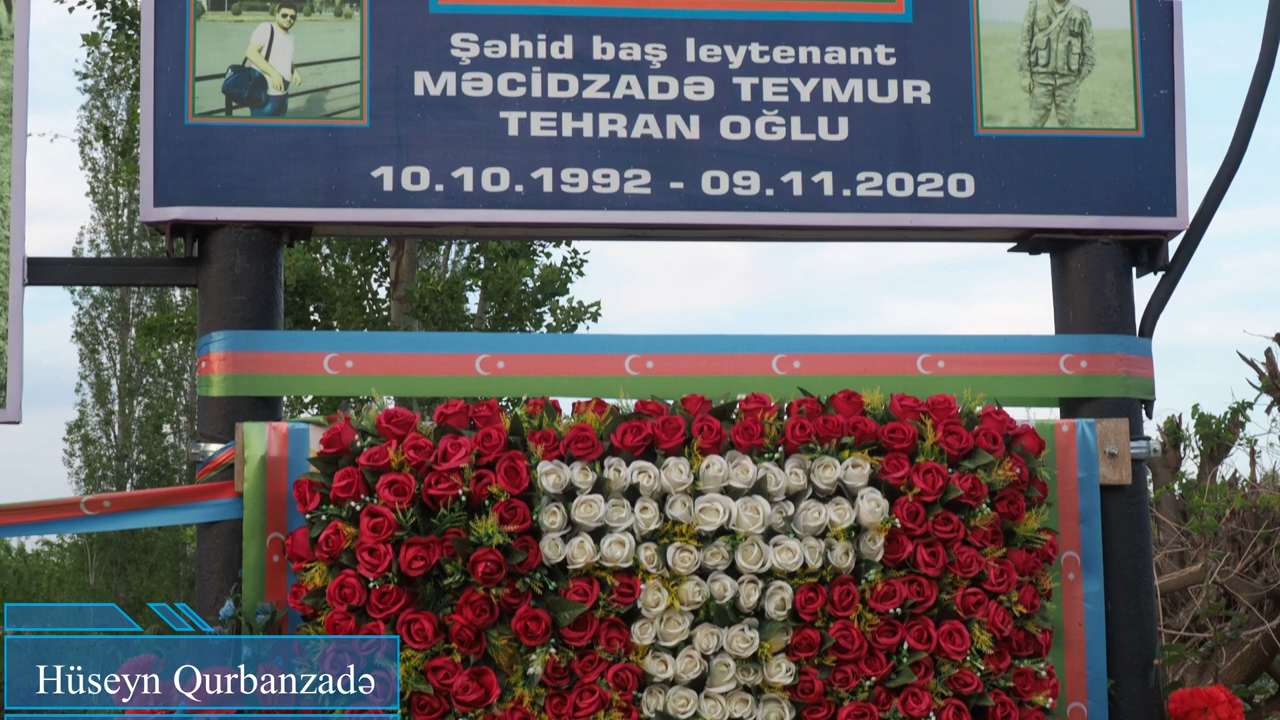 Şəhid baş leytenant
MƏCİDZADƏ TEYMUR
TEHRAN OĞLU
10.10.1992 - 09.11.2020
Hüseyn Qurbanzadə